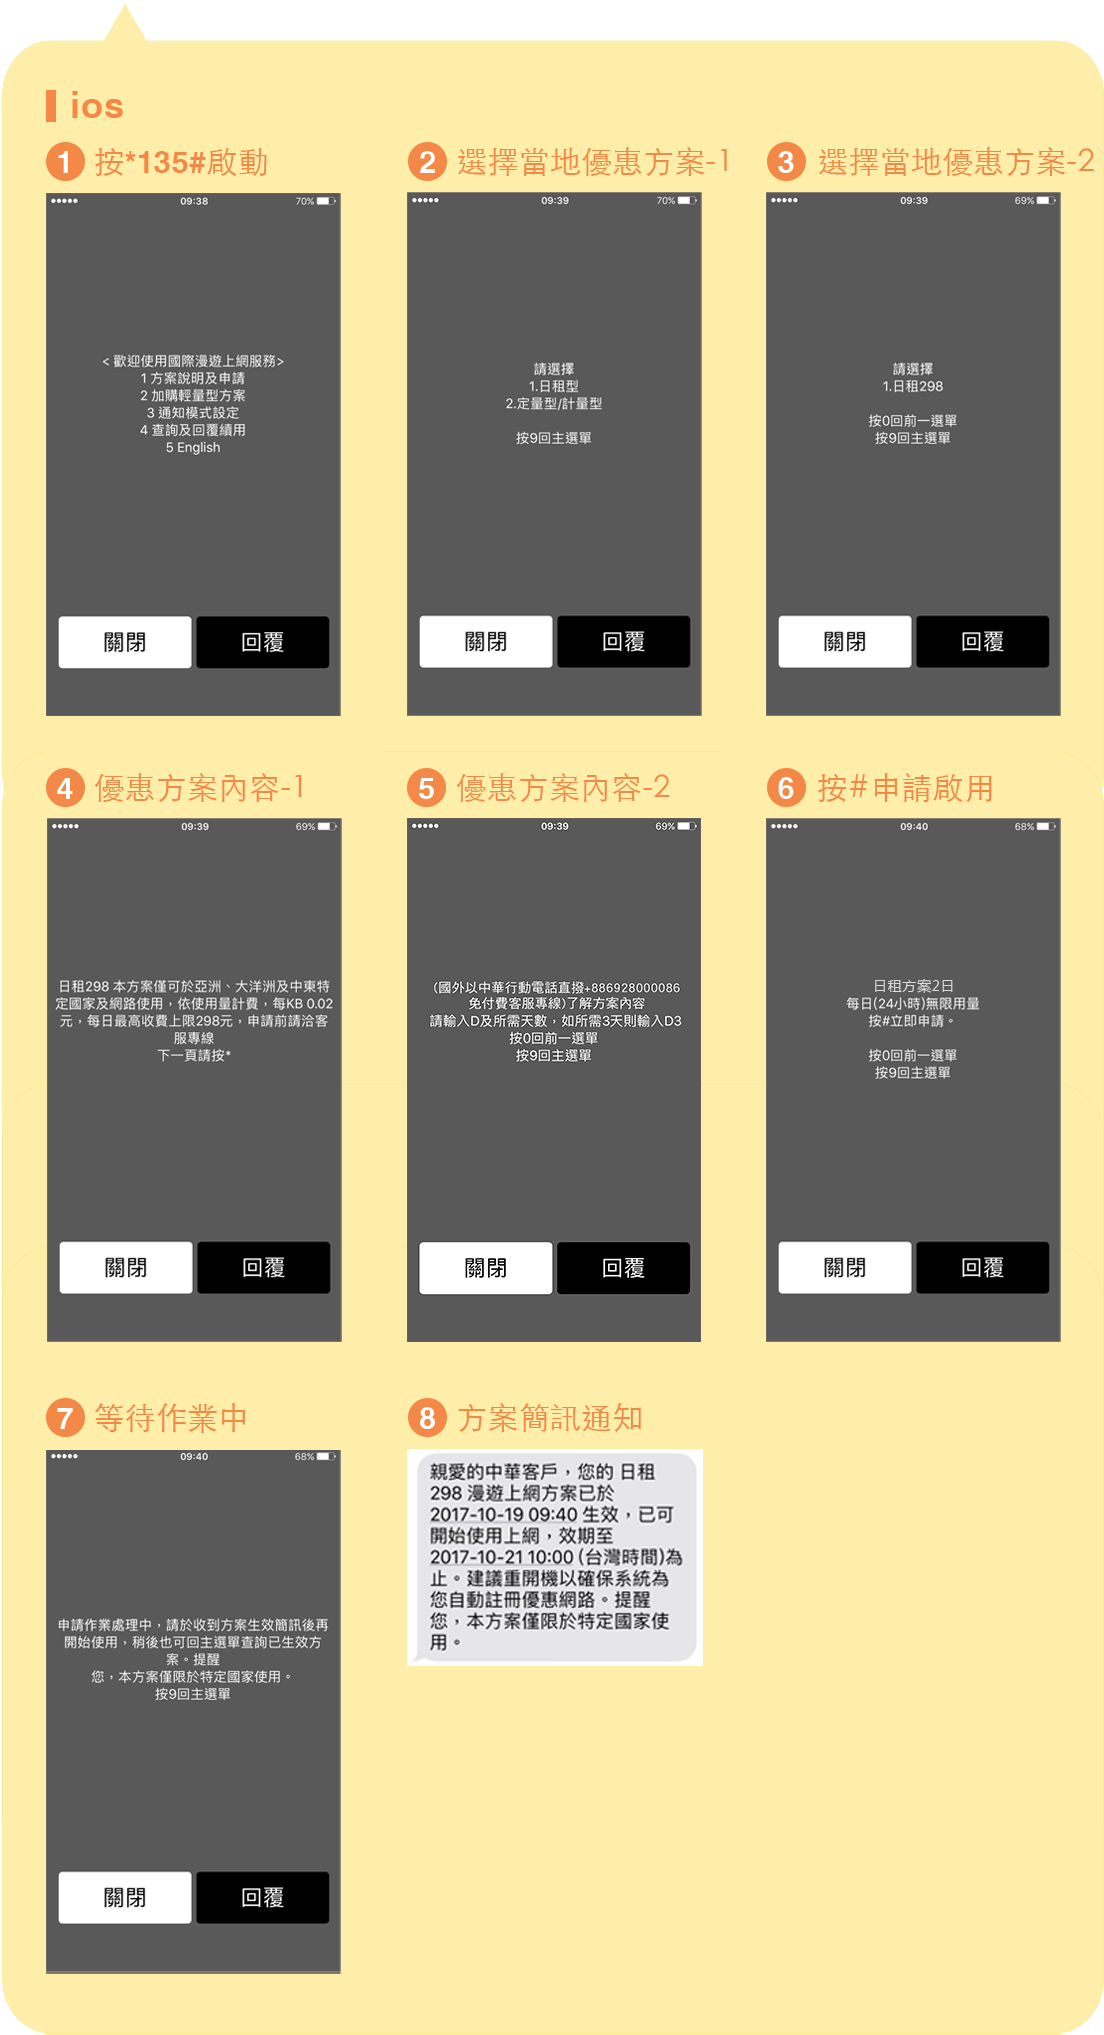 ios
1 按*135#啟動
09:38 70%
< 歡迎使用國際漫遊上網服務>
1 方案說明及申請
2 加購輕量型方案
3 通知模式設定
4 查詢及回覆續用
5 English
關閉 回覆
2 選擇當地優惠方案-1
09:39 70%
請選擇
1.日租型
2.定量型/計量型
按9回主選單
關閉 回覆
3 選擇當地優惠方案-2
09:39 69%
請選擇
1.日租298
按0回前一選單
按9回主選單
關閉 回覆
4 優惠方案內容-1
09:39 69%
日租298 本方案僅可於亞洲、大洋洲及中東特
定國家及網路使用，依使用量計費，每KB 0.02
元，每日最高收費上限298元，申請前請洽客
服專線
下一頁請按*
關閉 回覆
5 優惠方案內容-2
09:39 69%
(國外以中華行動電話直撥+886928000086
免付費客服專線)了解方案內容
請輸入D及所需天數，如所需3天則輸入D3
按0回前一選單
按9回主選單
關閉 回覆
6 按#申請啟用
09:40 68%
日租方案2日
每日(24小時)無限用量
按#立即申請。
按0回前一選單
按9回主選單
關閉 回覆
7 等待作業中
09:40 68%
申請作業處理中，請於收到方案生效簡訊後再
開始使用，稍後也可回主選單查詢已生效方
案。提醒
您，本方案僅限於特定國家使用。
按9回主選單
關閉 回覆
8 方案簡訊通知
親愛的中華客戶，您的 日租
298 漫遊上網方案已於
2017-10-19 09:40 生效，已可
開始使用上網，效期至
2017-10-21 10:00 (台灣時間)為
止。建議重開機以確保系統為
您自動註冊優惠網路。提醒
您，本方案僅限於特定國家使
用。